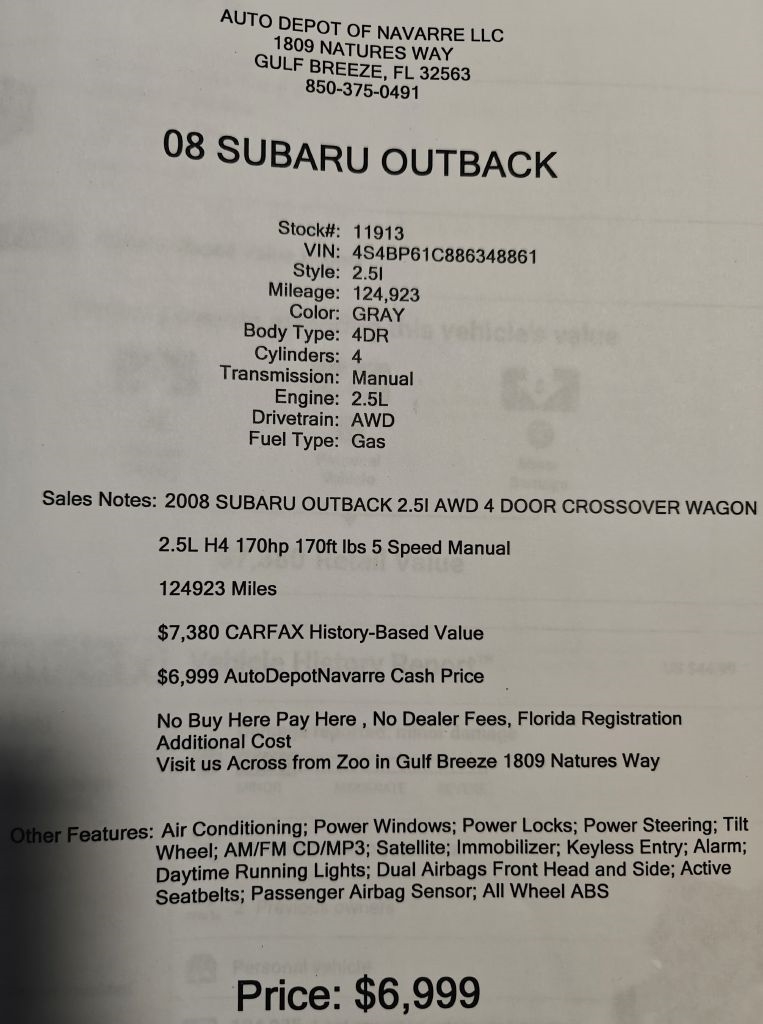 AUTO DEPOT OF NAVARRE LLC
1809 NATURES WAY
GULF BREEZE, FL 32563
850-375-0491
08 SUBARU OUTBACK
Stock#: 11913
VIN: 4S4BP61C886348861
Style: 2.5I
Mileage: 124,923
Color: GRAY
Body Type: 4DR
Cylinders: 4
Transmission: Manual
Engine: 2.5L
Drivetrain: AWD
Fuel Type: Gas
Sales Notes: 2008 SUBARU OUTBACK 2.5I AWD 4 DOOR CROSSOVER WAGON
2.5L H4 170hp 170ft lbs 5 Speed Manual
124923 Miles
$7,380 CARFAX History-Based Value
$6,999 AutoDepotNavarre Cash Price
No Buy Here Pay Here , No Dealer Fees, Florida Registration
Additional Cost
Visit us Across from Zoo in Gulf Breeze 1809 Natures Way
Other Features: Air Conditioning; Power Windows; Power Locks; Power Steering; Tilt
Wheel; AM/FM CD/MP3; Satellite; Immobilizer; Keyless Entry; Alarm;
Daytime Running Lights; Dual Airbags Front Head and Side; Active
Seatbelts; Passenger Airbag Sensor; All Wheel ABS
Price: $6,999